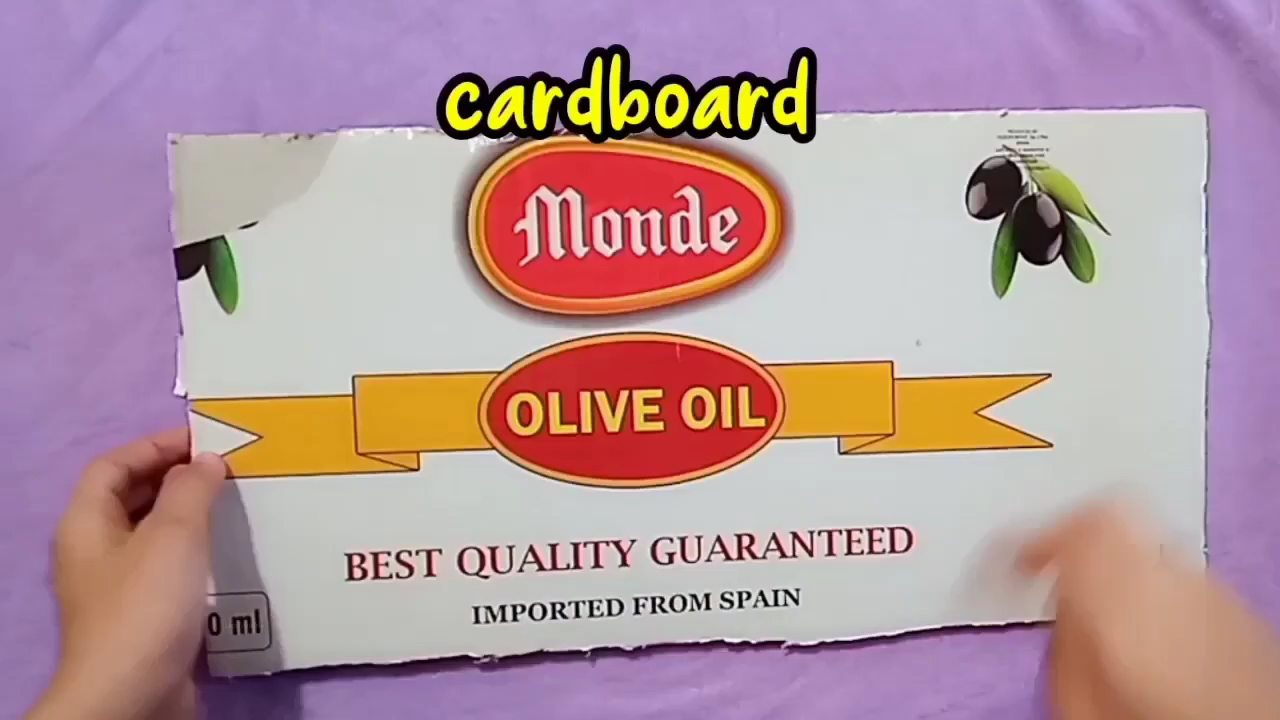 cardboard
Monde
OLIVE OIL
BEST QUALITY GUARANTEED
IMPORTED FROM SPAIN
0 ml